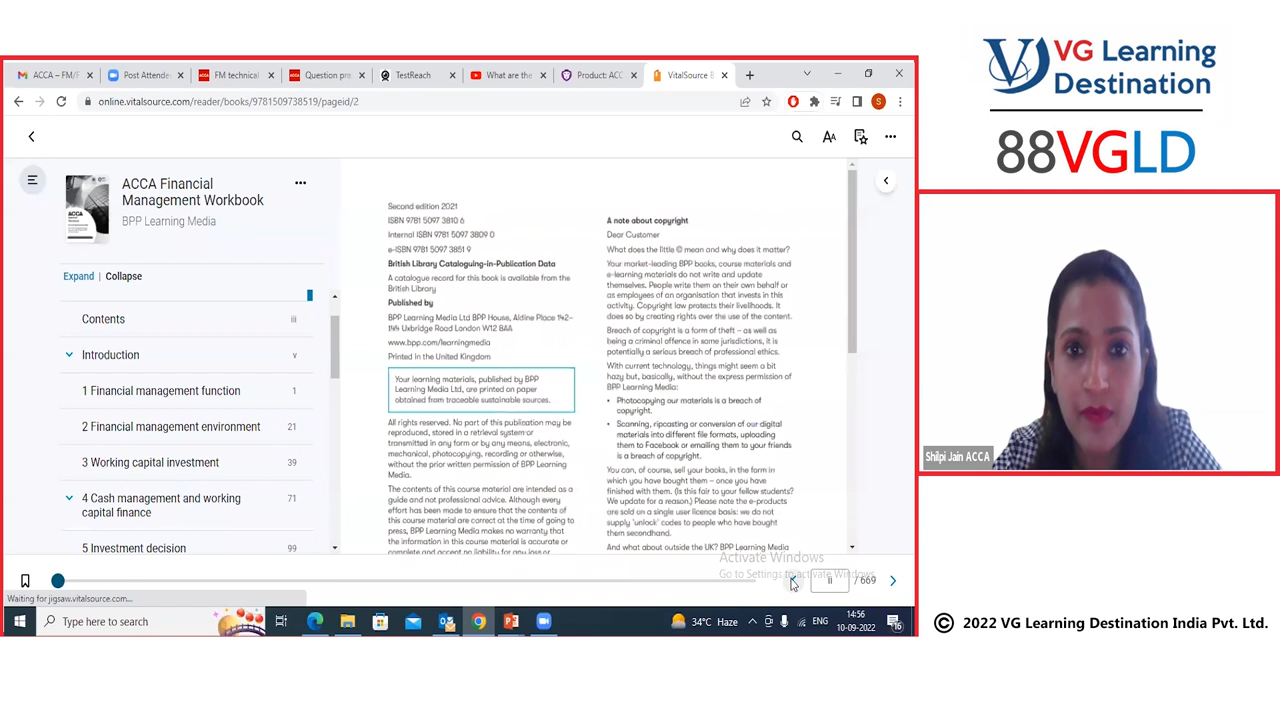 ACCA – FM/F
Post Attende
FM technical
Question pra
TestReach
What are the
Product: ACC
VitalSource B
online.vitalsource.com/reader/books/9781509738519/pageid/2
ACCA Financial
Management Workbook
BPP Learning Media
Expand | Collapse
Contents iii
Introduction v
1 Financial management function 1
2 Financial management environment 21
3 Working capital investment 39
4 Cash management and working
capital finance 71
5 Investment decision 99
Second edition 2021
ISBN 9781 5097 3810 6
Internal ISBN 9781 5097 3809 0
e-ISBN 9781 5097 3851 9
British Library Cataloguing-in-Publication Data
A catalogue record for this book is available from the
British Library
Published by
BPP Learning Media Ltd BPP House, Aldine Place 142–
144 Uxbridge Road London W12 8AA
www.bpp.com/learningmedia
Printed in the United Kingdom
Your learning materials, published by BPP
Learning Media Ltd, are printed on paper
obtained from traceable sustainable sources.
All rights reserved. No part of this publication may be
reproduced, stored in a retrieval system or
transmitted in any form or by any means, electronic,
mechanical, photocopying, recording or otherwise,
without the prior written permission of BPP Learning
Media.
The contents of this course material are intended as a
guide and not professional advice. Although every
effort has been made to ensure that the contents of
this course material are correct at the time of going to
press, BPP Learning Media makes no warranty that
the information in this course material is accurate or
complete and accept no liability for any loss or
A note about copyright
Dear Customer
What does the little © mean and why does it matter?
Your market-leading BPP books, course materials and
e-learning materials do not write and update
themselves. People write them on their own behalf or
as employees of an organisation that invests in this
activity. Copyright law protects their livelihoods. It
does so by creating rights over the use of the content.
Breach of copyright is a form of theft – as well as
being a criminal offence in some jurisdictions, it is
potentially a serious breach of professional ethics.
With current technology, things might seem a bit
hazy but, basically, without the express permission of
BPP Learning Media:
• Photocopying our materials is a breach of
copyright.
• Scanning, ripcasting or conversion of our digital
materials into different file formats, uploading
them to Facebook or emailing them to your friends
is a breach of copyright.
You can, of course, sell your books, in the form in
which you have bought them – once you have
finished with them. (Is this fair to your fellow students?
We update for a reason.) Please note the e-products
are sold on a single user licence basis: we do not
supply 'unlock' codes to people who have bought
them secondhand.
And what about outside the UK? BPP Learning Media
Activate Windows
Go to Settings to activate Windows.
ii / 669
Waiting for jigsaw.vitalsource.com...
Type here to search
34°C Haze
ENG
14:56
10-09-2022
16
VG Learning
Destination
88VGLD
Shilpi Jain ACCA
© 2022 VG Learning Destination India Pvt. Ltd.